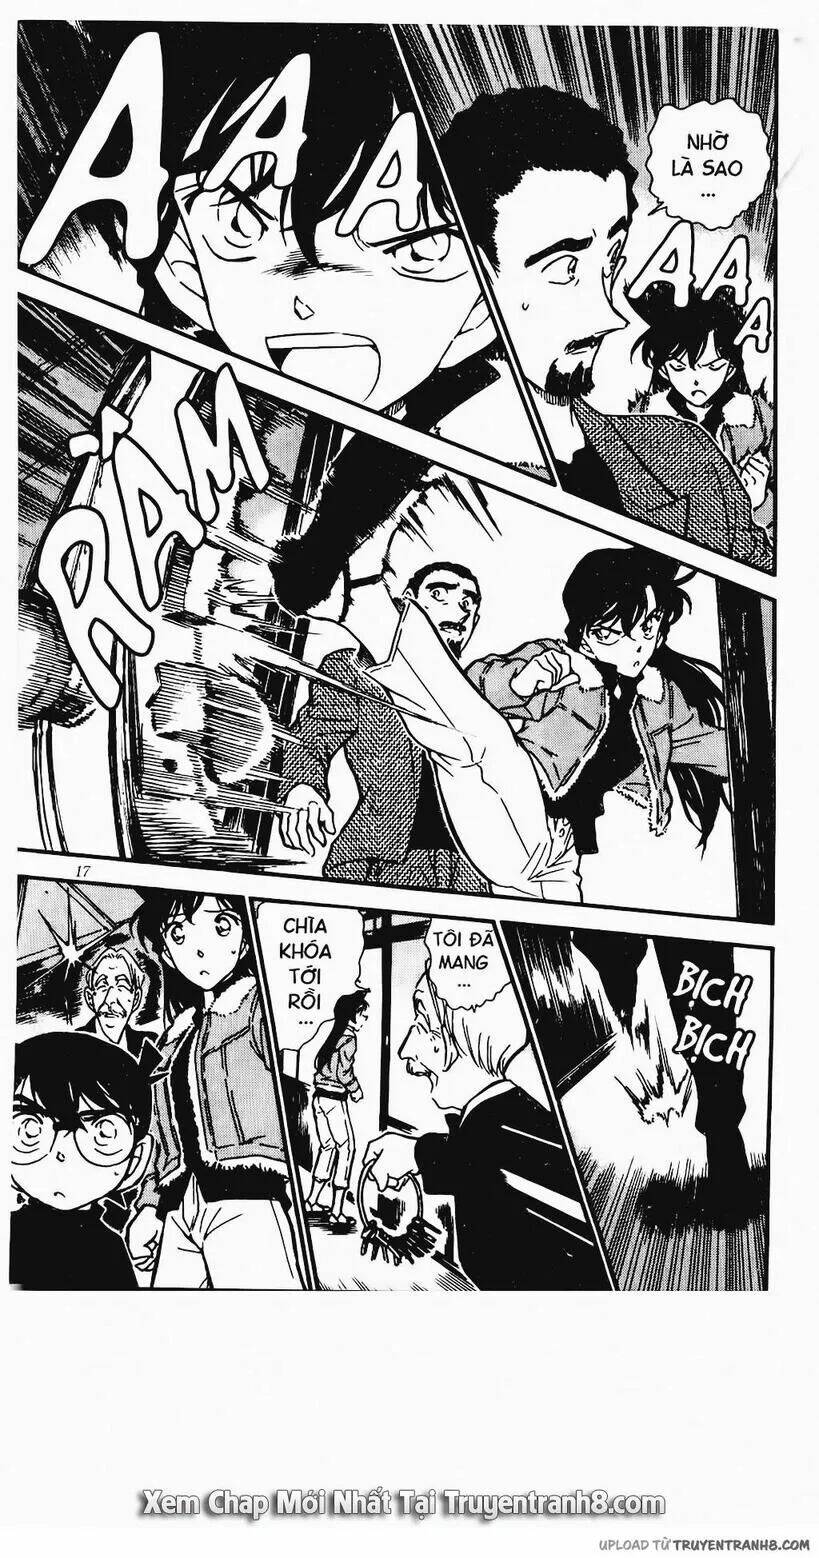 NHỜ
LÀ SAO
...
AAA
AAA
RẦM
17
TÔI ĐÃ
MANG
...
CHÌA
KHÓA
TỚI
RỒI
...
BỊCH
BỊCH
Xem Chap Mới Nhất Tại Truyentranh8.com
UPLOAD TỪ TRUYENTRANH8.COM